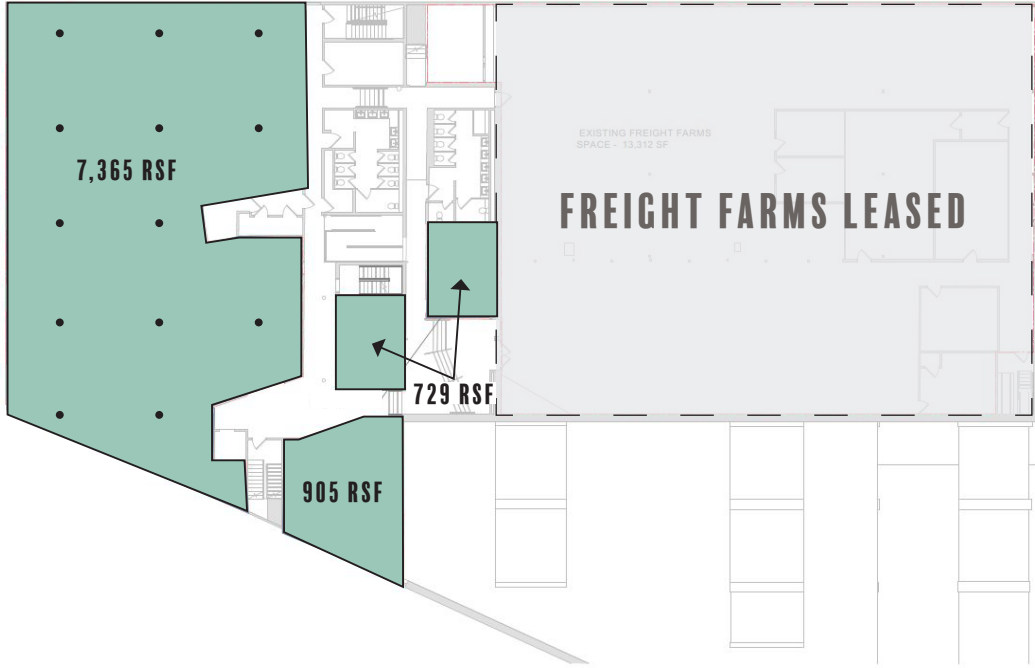 EXISTING FREIGHT FARMS
SPACE - 13,312 SF
7,365 RSF
FREIGHT FARMS LEASED
729 RSF
905 RSF